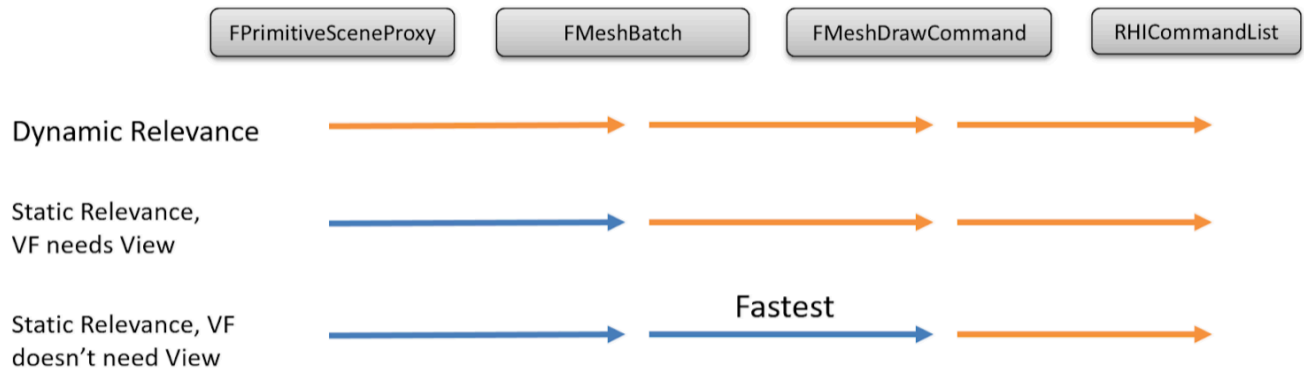 FPrimitiveSceneProxy
FMeshBatch
FMeshDrawCommand
RHICommandList
Dynamic Relevance
Static Relevance,
VF needs View
Fastest
Static Relevance, VF
doesn't need View